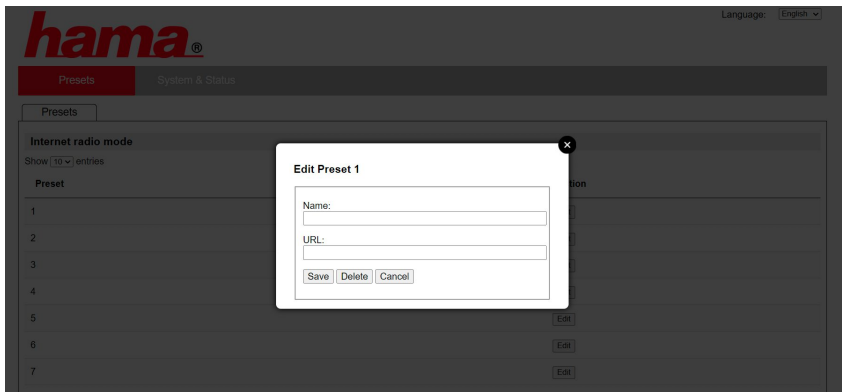 Language: English
hama®
Presets System & Status
Presets
Internet radio mode
Show 10 entries
Preset
1
2
3
4
5 Edit
6 Edit
7 Edit
Edit Preset 1
Name:
URL:
Save Delete Cancel